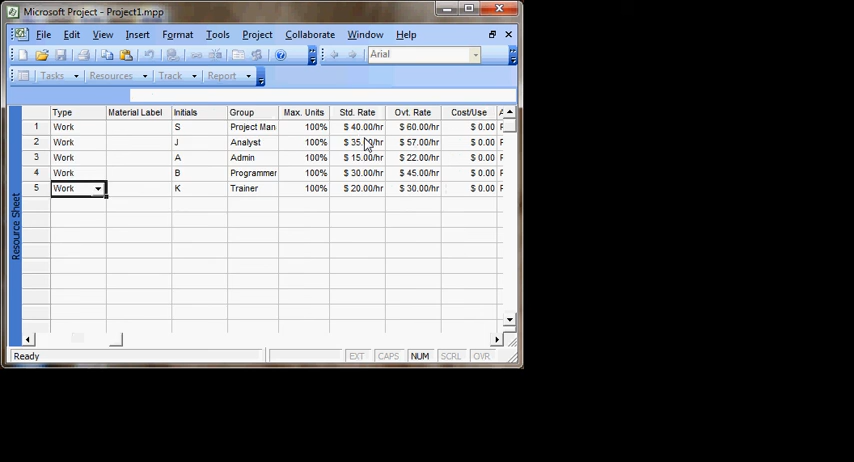 Microsoft Project - Project1.mpp
File Edit View Insert Format Tools Project Collaborate Window Help
Arial
Tasks Resources Track Report
Type Material Label Initials Group Max. Units Std. Rate Ovt. Rate Cost/Use A
1 Work S Project Man 100% $ 40.00/hr $ 60.00/hr $ 0.00 P
2 Work J Analyst 100% $ 35.00/hr $ 57.00/hr $ 0.00 P
3 Work A Admin 100% $ 15.00/hr $ 22.00/hr $ 0.00 P
4 Work B Programmer 100% $ 30.00/hr $ 45.00/hr $ 0.00 P
5 Work K Trainer 100% $ 20.00/hr $ 30.00/hr $ 0.00 P
Resource Sheet
Ready EXT CAPS NUM SCRL OVR